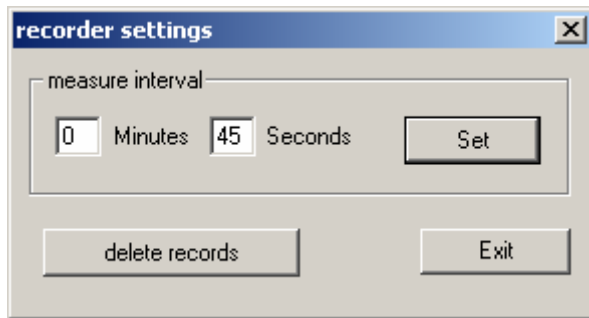 recorder settings
measure interval
0 Minutes 45 Seconds Set
delete records Exit